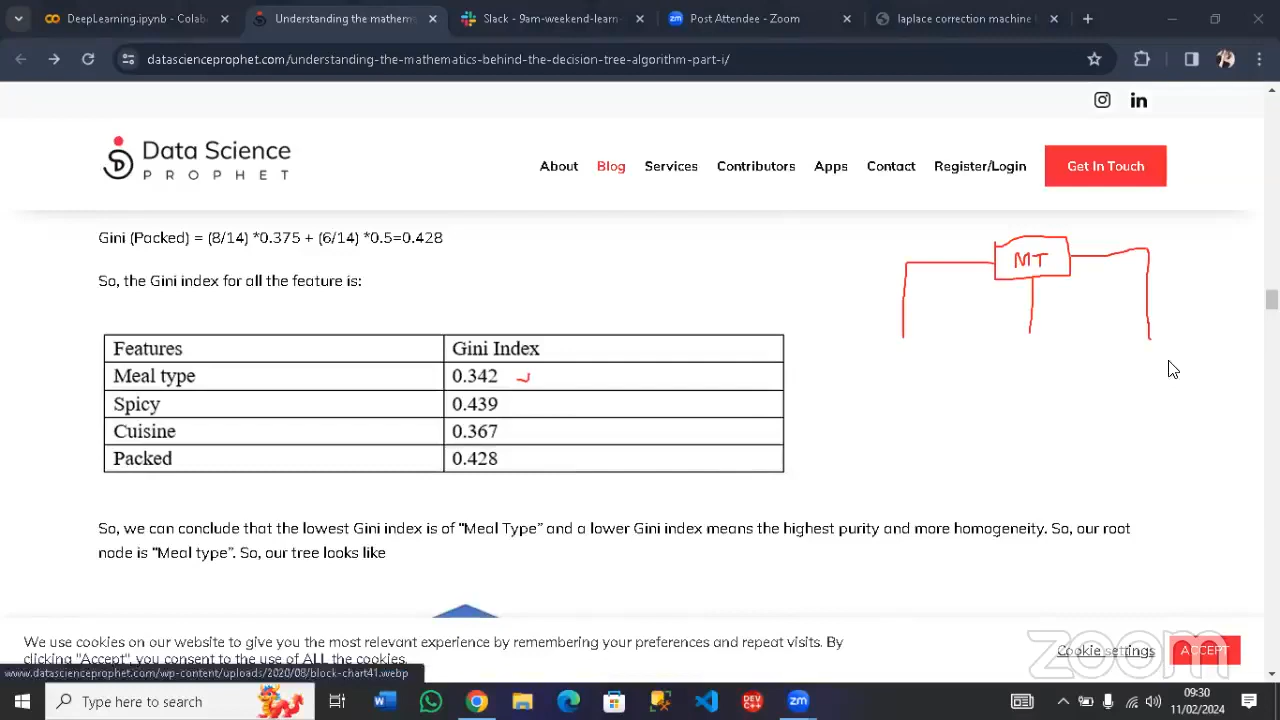 DeepLearning.ipynb - Colab
Understanding the mathem
Slack - 9am-weekend-learn-
Post Attendee - Zoom
laplace correction machine l
datascienceprophet.com/understanding-the-mathematics-behind-the-decision-tree-algorithm-part-i/
Data Science
PROPHET
About
Blog
Services
Contributors
Apps
Contact
Register/Login
Get In Touch
Gini (Packed) = (8/14) *0.375 + (6/14) *0.5=0.428
MT
So, the Gini index for all the feature is:
Features Gini Index
Meal type 0.342
Spicy 0.439
Cuisine 0.367
Packed 0.428
So, we can conclude that the lowest Gini index is of "Meal Type" and a lower Gini index means the highest purity and more homogeneity. So, our root
node is "Meal type". So, our tree looks like
We use cookies on our website to give you the most relevant experience by remembering your preferences and repeat visits. By
clicking "Accept", you consent to the use of ALL the cookies.
Cookie settings
ACCEPT
zoom
www.datascienceprophet.com/wp-content/uploads/2020/08/block-chart41.webp
Type here to search
DEV
C++
zm
09:30
11/02/2024